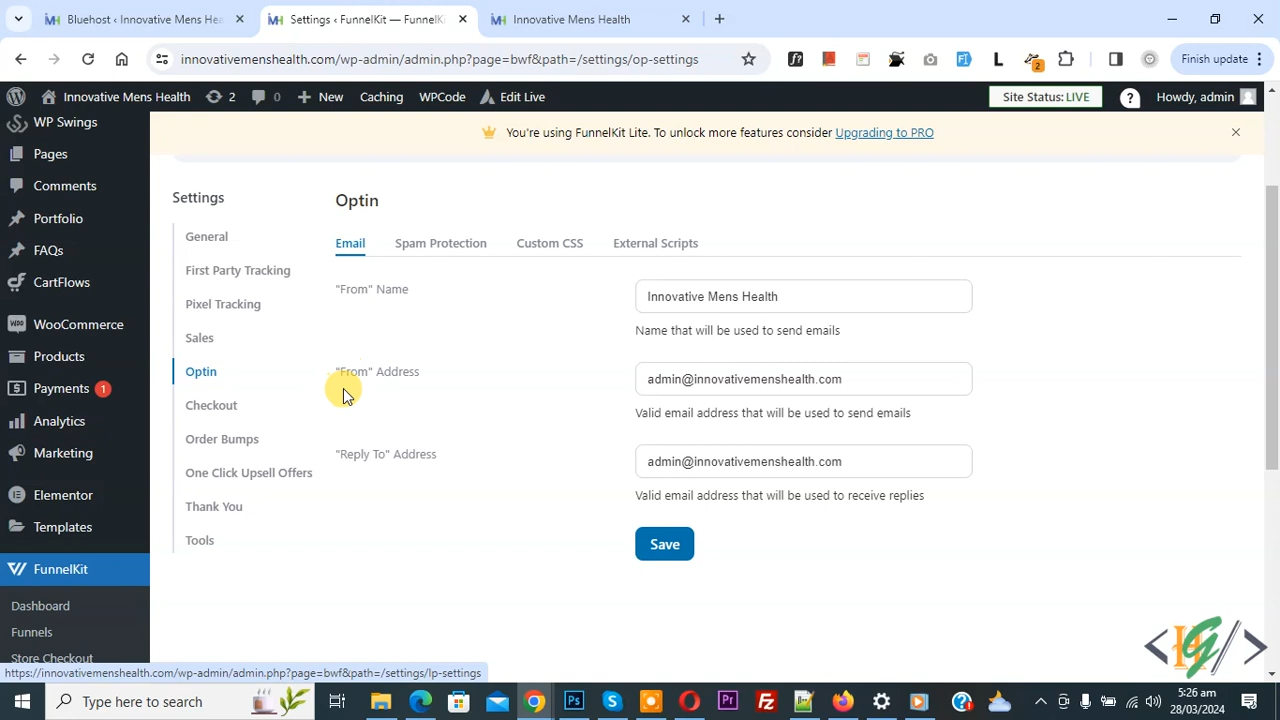 Bluehost ‹ Innovative Mens Hea
Settings ‹ FunnelKit — FunnelKi
Innovative Mens Health
innovativemenshealth.com/wp-admin/admin.php?page=bwf&path=/settings/op-settings
Finish update
Innovative Mens Health
2
0
New
Caching
WPCode
Edit Live
Site Status: LIVE
Howdy, admin
WP Swings
Pages
Comments
Portfolio
FAQs
CartFlows
WooCommerce
Products
Payments 1
Analytics
Marketing
Elementor
Templates
FunnelKit
Dashboard
Funnels
Store Checkout
You're using FunnelKit Lite. To unlock more features consider Upgrading to PRO
Settings
General
First Party Tracking
Pixel Tracking
Sales
Optin
Checkout
Order Bumps
One Click Upsell Offers
Thank You
Tools
Optin
Email Spam Protection Custom CSS External Scripts
"From" Name
Innovative Mens Health
Name that will be used to send emails
"From" Address
admin@innovativemenshealth.com
Valid email address that will be used to send emails
"Reply To" Address
admin@innovativemenshealth.com
Valid email address that will be used to receive replies
Save
https://innovativemenshealth.com/wp-admin/admin.php?page=bwf&path=/settings/lp-settings
Type here to search
5:26 am
28/03/2024